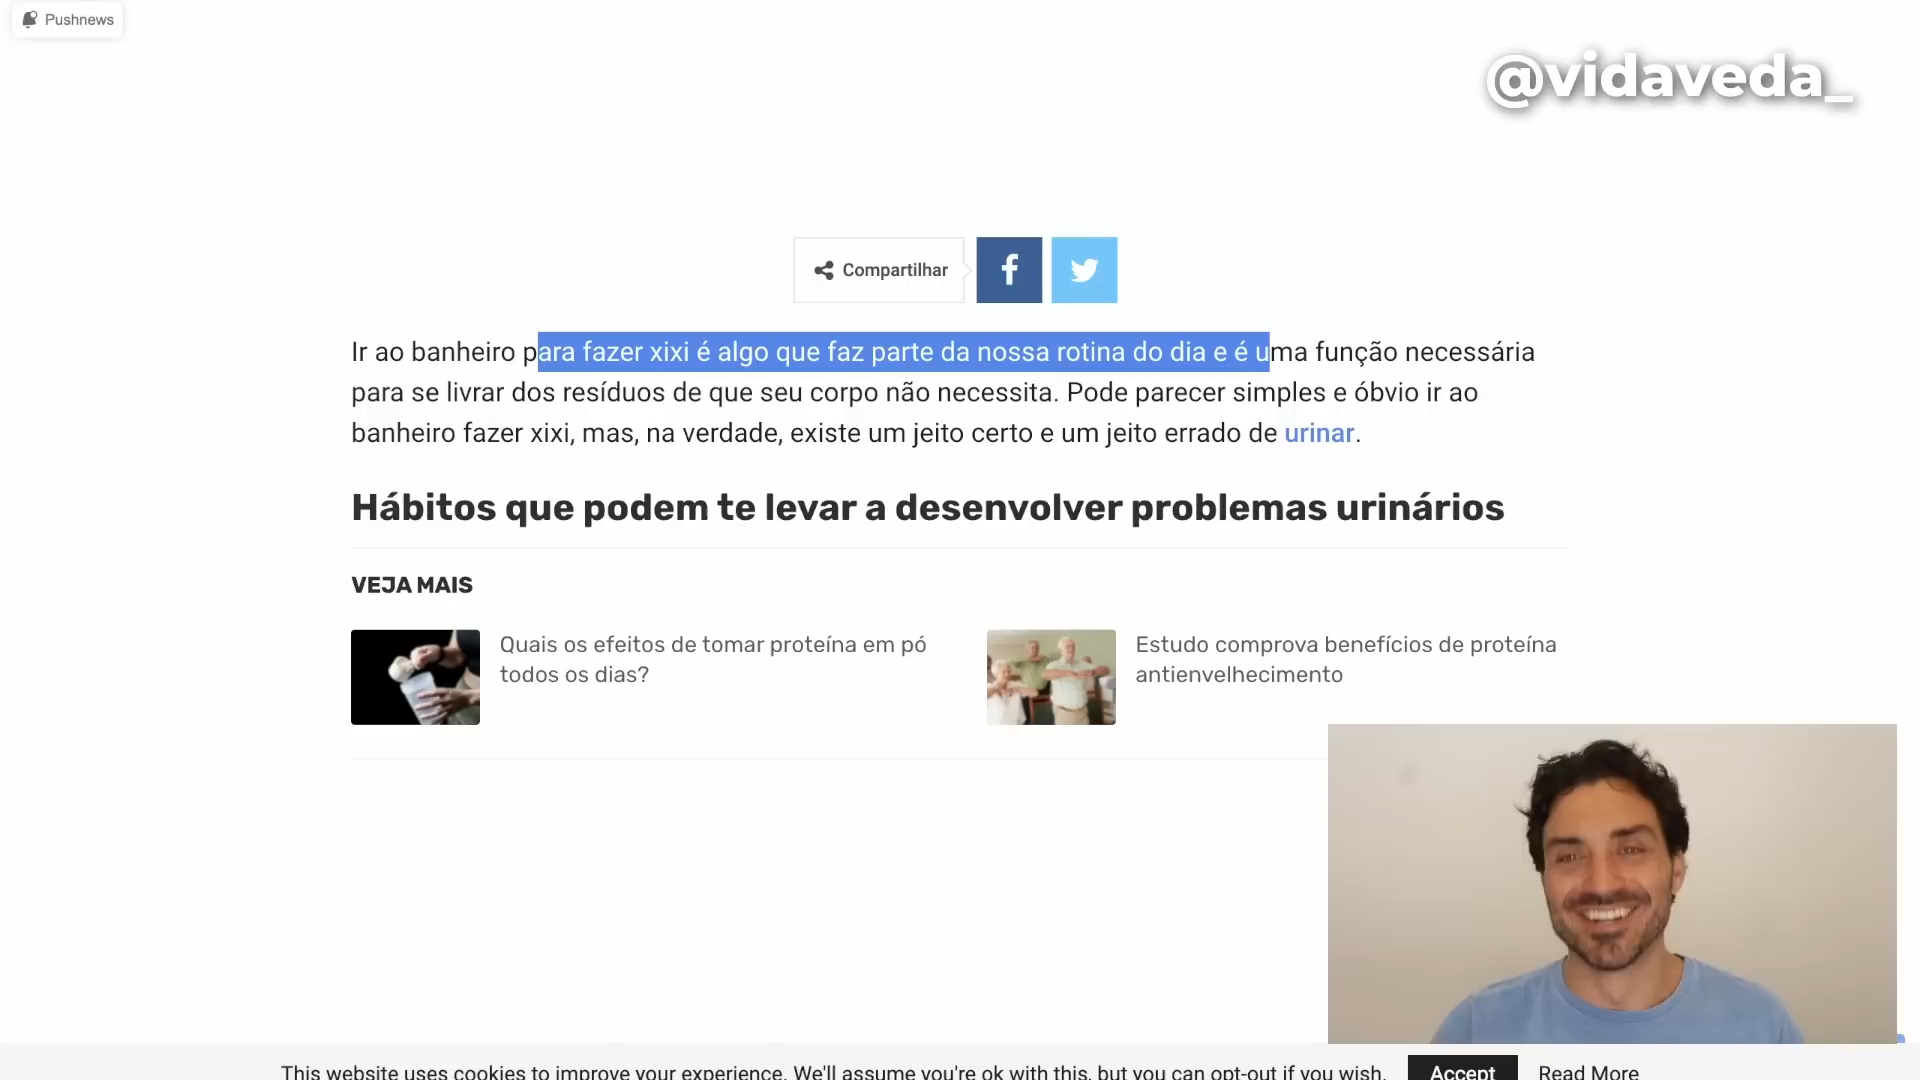 Pushnews
@vidaveda_
Compartilhar
Ir ao banheiro para fazer xixi é algo que faz parte da nossa rotina do dia e é uma função necessária
para se livrar dos resíduos de que seu corpo não necessita. Pode parecer simples e óbvio ir ao
banheiro fazer xixi, mas, na verdade, existe um jeito certo e um jeito errado de urinar.
Hábitos que podem te levar a desenvolver problemas urinários
VEJA MAIS
Quais os efeitos de tomar proteína em pó
todos os dias?
Estudo comprova benefícios de proteína
antienvelhecimento
This website uses cookies to improve your experience. We'll assume you're ok with this, but you can opt-out if you wish. Accept Read More